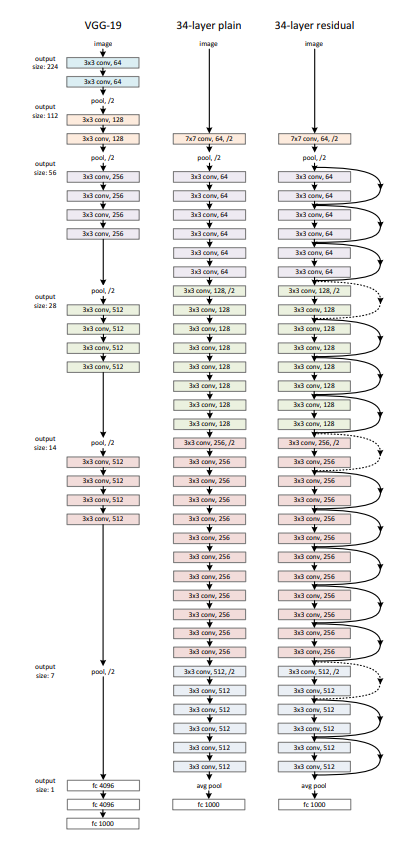 output
size: 224
output
size: 112
output
size: 56
output
size: 28
output
size: 14
output
size: 7
output
size: 1
VGG-19
image
3x3 conv, 64
3x3 conv, 64
pool, /2
3x3 conv, 128
3x3 conv, 128
pool, /2
3x3 conv, 256
3x3 conv, 256
3x3 conv, 256
3x3 conv, 256
pool, /2
3x3 conv, 512
3x3 conv, 512
3x3 conv, 512
3x3 conv, 512
pool, /2
3x3 conv, 512
3x3 conv, 512
3x3 conv, 512
3x3 conv, 512
pool, /2
fc 4096
fc 4096
fc 1000
34-layer plain
image
7x7 conv, 64, /2
pool, /2
3x3 conv, 64
3x3 conv, 64
3x3 conv, 64
3x3 conv, 64
3x3 conv, 64
3x3 conv, 64
3x3 conv, 128, /2
3x3 conv, 128
3x3 conv, 128
3x3 conv, 128
3x3 conv, 128
3x3 conv, 128
3x3 conv, 128
3x3 conv, 128
3x3 conv, 256, /2
3x3 conv, 256
3x3 conv, 256
3x3 conv, 256
3x3 conv, 256
3x3 conv, 256
3x3 conv, 256
3x3 conv, 256
3x3 conv, 256
3x3 conv, 256
3x3 conv, 256
3x3 conv, 256
3x3 conv, 512, /2
3x3 conv, 512
3x3 conv, 512
3x3 conv, 512
3x3 conv, 512
3x3 conv, 512
avg pool
fc 1000
34-layer residual
image
7x7 conv, 64, /2
pool, /2
3x3 conv, 64
3x3 conv, 64
3x3 conv, 64
3x3 conv, 64
3x3 conv, 64
3x3 conv, 64
3x3 conv, 128, /2
3x3 conv, 128
3x3 conv, 128
3x3 conv, 128
3x3 conv, 128
3x3 conv, 128
3x3 conv, 128
3x3 conv, 128
3x3 conv, 256, /2
3x3 conv, 256
3x3 conv, 256
3x3 conv, 256
3x3 conv, 256
3x3 conv, 256
3x3 conv, 256
3x3 conv, 256
3x3 conv, 256
3x3 conv, 256
3x3 conv, 256
3x3 conv, 256
3x3 conv, 512, /2
3x3 conv, 512
3x3 conv, 512
3x3 conv, 512
3x3 conv, 512
3x3 conv, 512
avg pool
fc 1000